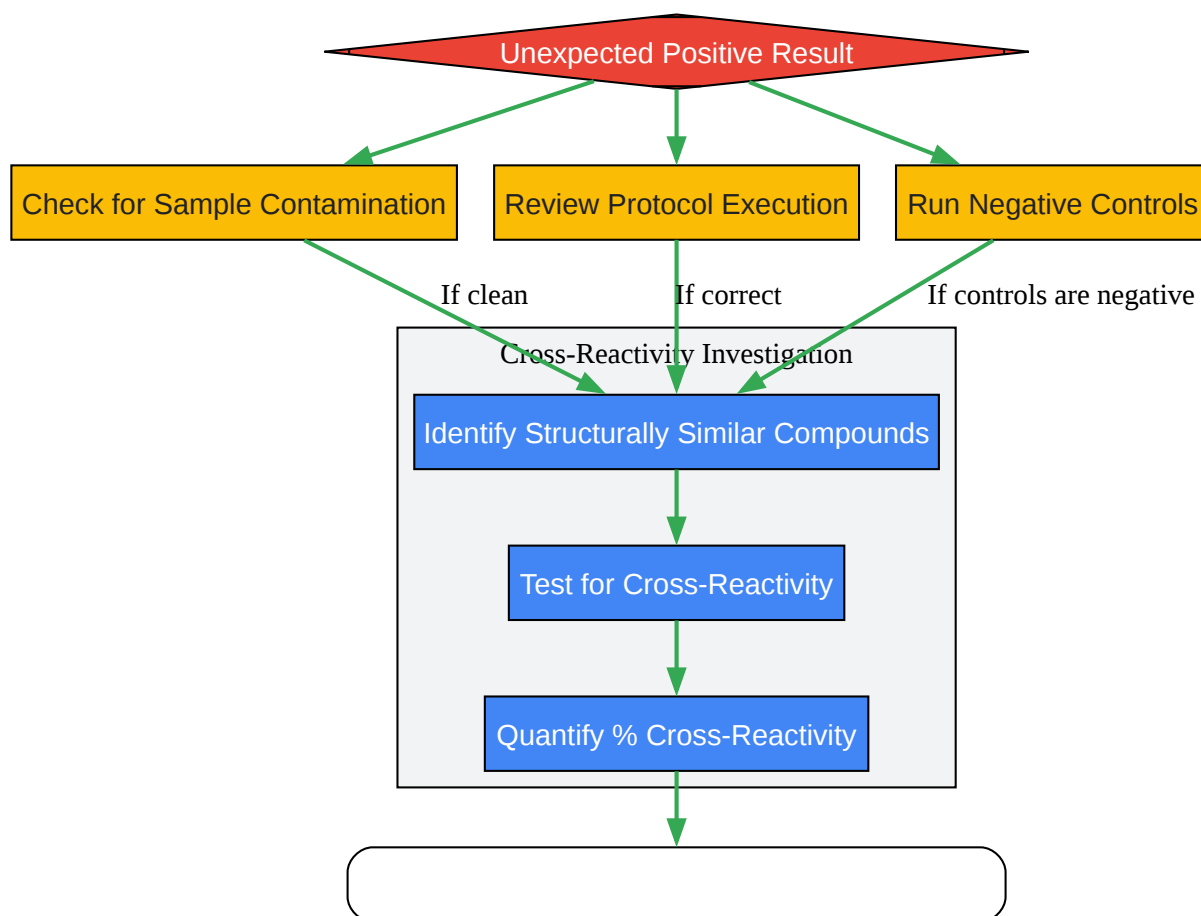 Unexpected Positive Result
Check for Sample Contamination
Review Protocol Execution
Run Negative Controls
If clean
If correct
If controls are negative
Cross-Reactivity Investigation
Identify Structurally Similar Compounds
Test for Cross-Reactivity
Quantify % Cross-Reactivity